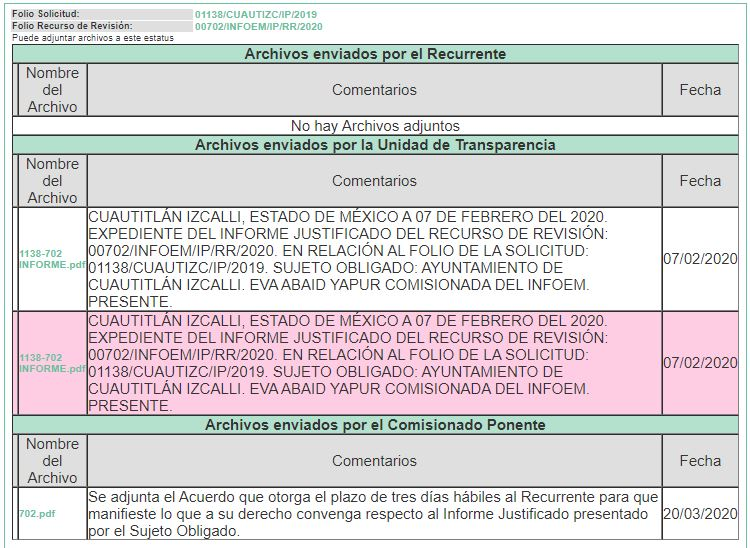 Folio Solicitud: 01138/CUAUTIZC/IP/2019
Folio Recurso de Revisión: 00702/INFOEM/IP/RR/2020
Puede adjuntar archivos a este estatus
Archivos enviados por el Recurrente
Nombre del Archivo Comentarios Fecha
No hay Archivos adjuntos
Archivos enviados por la Unidad de Transparencia
Nombre del Archivo Comentarios Fecha
1138-702
INFORME.pdf
CUAUTITLÁN IZCALLI, ESTADO DE MÉXICO A 07 DE FEBRERO DEL 2020.
EXPEDIENTE DEL INFORME JUSTIFICADO DEL RECURSO DE REVISIÓN:
00702/INFOEM/IP/RR/2020. EN RELACIÓN AL FOLIO DE LA SOLICITUD:
01138/CUAUTIZC/IP/2019. SUJETO OBLIGADO: AYUNTAMIENTO DE
CUAUTITLÁN IZCALLI. EVA ABAID YAPUR COMISIONADA DEL INFOEM.
PRESENTE.
07/02/2020
1138-702
INFORME.pdf
CUAUTITLÁN IZCALLI, ESTADO DE MÉXICO A 07 DE FEBRERO DEL 2020.
EXPEDIENTE DEL INFORME JUSTIFICADO DEL RECURSO DE REVISIÓN:
00702/INFOEM/IP/RR/2020. EN RELACIÓN AL FOLIO DE LA SOLICITUD:
01138/CUAUTIZC/IP/2019. SUJETO OBLIGADO: AYUNTAMIENTO DE
CUAUTITLÁN IZCALLI. EVA ABAID YAPUR COMISIONADA DEL INFOEM.
PRESENTE.
07/02/2020
Archivos enviados por el Comisionado Ponente
Nombre del Archivo Comentarios Fecha
702.pdf
Se adjunta el Acuerdo que otorga el plazo de tres días hábiles al Recurrente para que
manifieste lo que a su derecho convenga respecto al Informe Justificado presentado
por el Sujeto Obligado.
20/03/2020